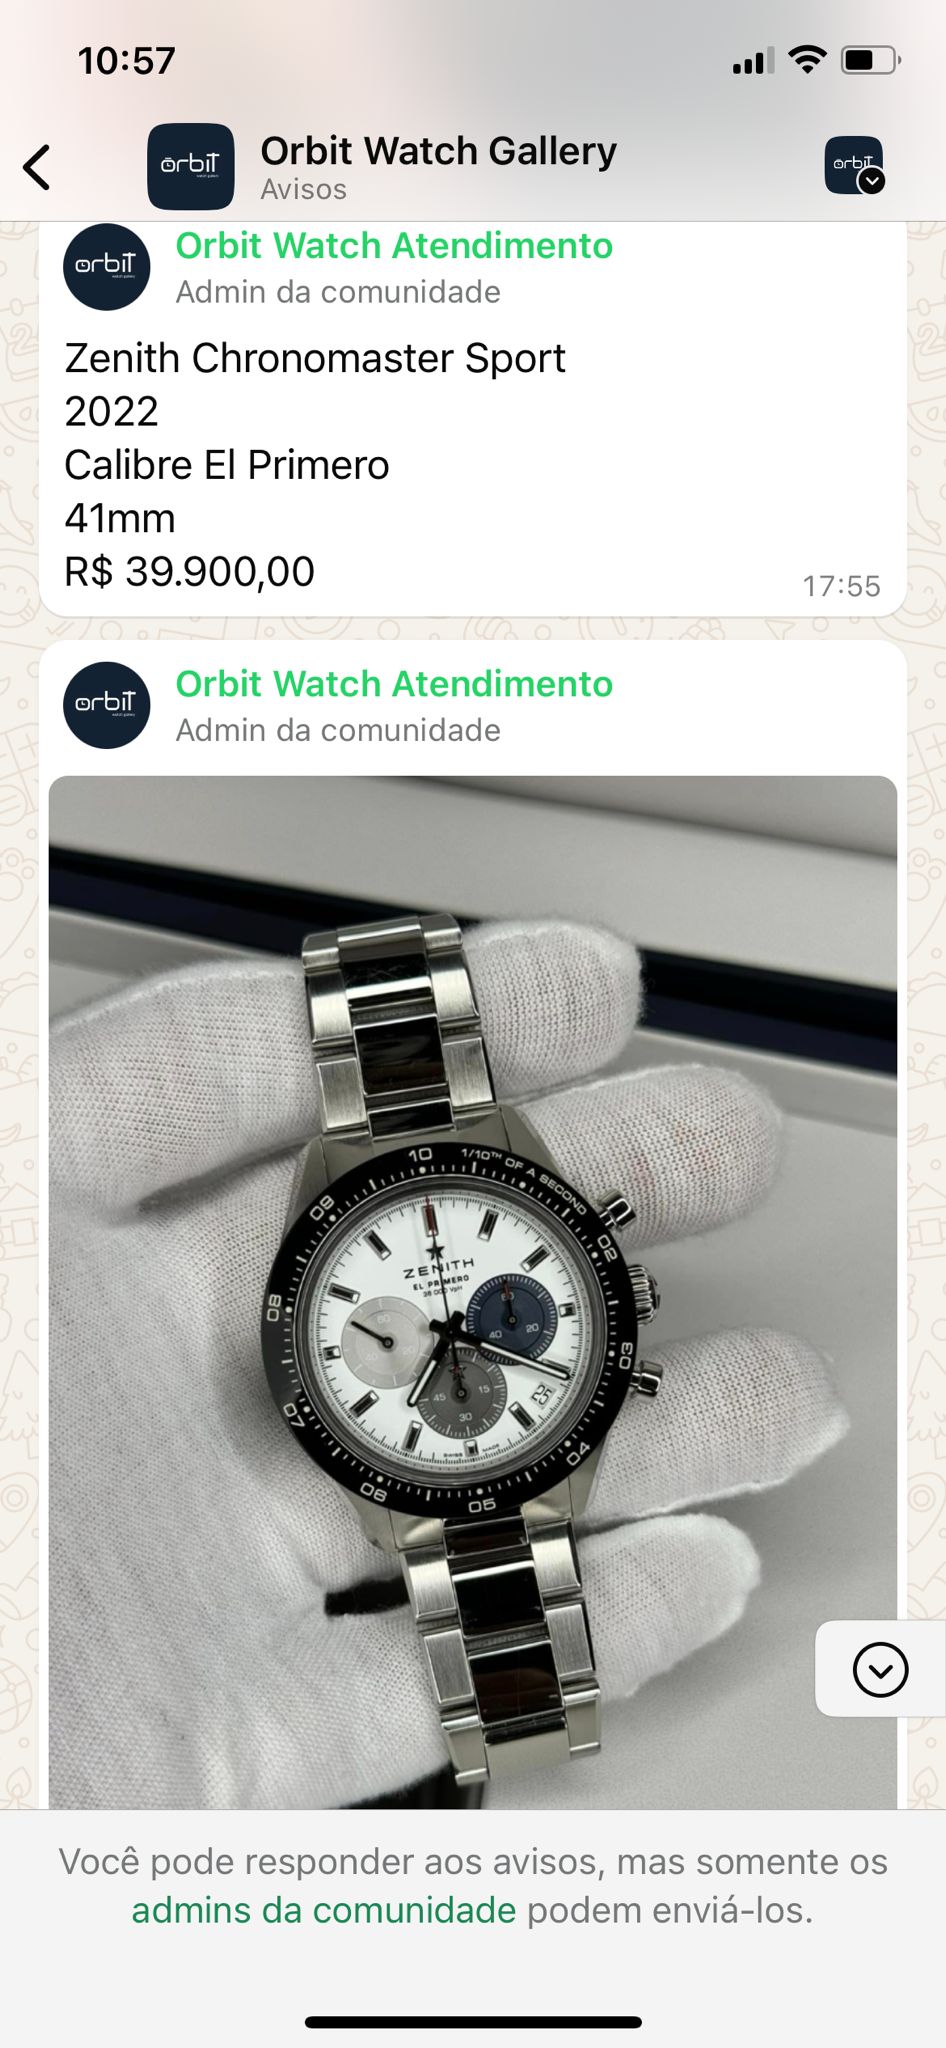 10:57
orbit
Orbit Watch Gallery
Avisos
orbit
orbit
Orbit Watch Atendimento
Admin da comunidade
Zenith Chronomaster Sport
2022
Calibre El Primero
41mm
R$ 39.900,00
17:55
orbit
Orbit Watch Atendimento
Admin da comunidade
10 1/10TH OF A SECOND 02 03 04 05 06 07 08 09
ZENITH
EL PRIMERO
36 000 VpH
60 20 40
60 20 40
45 15 30
25
SWISS MADE
Você pode responder aos avisos, mas somente os
admins da comunidade podem enviá-los.